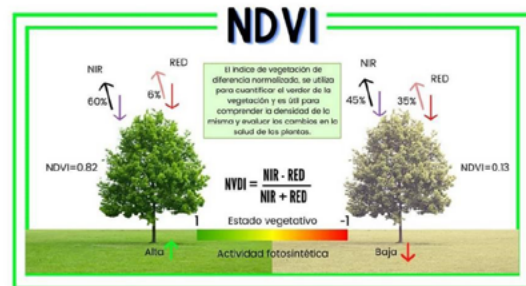 NDVI
NIR
RED
60%
6%
NDVI=0.82
El índice de vegetación de
diferencia normalizada, se utiliza
para cuantificar el verdor de la
vegetación y es útil para
comprender la densidad de la
misma y evaluar los cambios en la
salud de las plantas.
NVDI = NIR - RED
NIR + RED
NIR
RED
45%
35%
NDVI=0.13
1
Estado vegetativo
-1
Alta
Actividad fotosintética
Baja